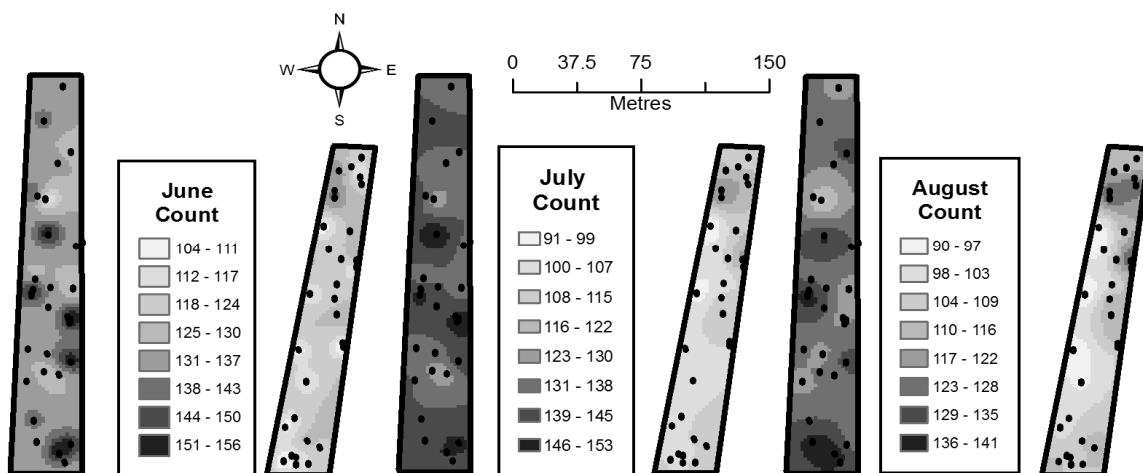 N
W E
S
0 37.5 75 150
Metres
June
Count
104 - 111
112 - 117
118 - 124
125 - 130
131 - 137
138 - 143
144 - 150
151 - 156
July
Count
91 - 99
100 - 107
108 - 115
116 - 122
123 - 130
131 - 138
139 - 145
146 - 153
August
Count
90 - 97
98 - 103
104 - 109
110 - 116
117 - 122
123 - 128
129 - 135
136 - 141